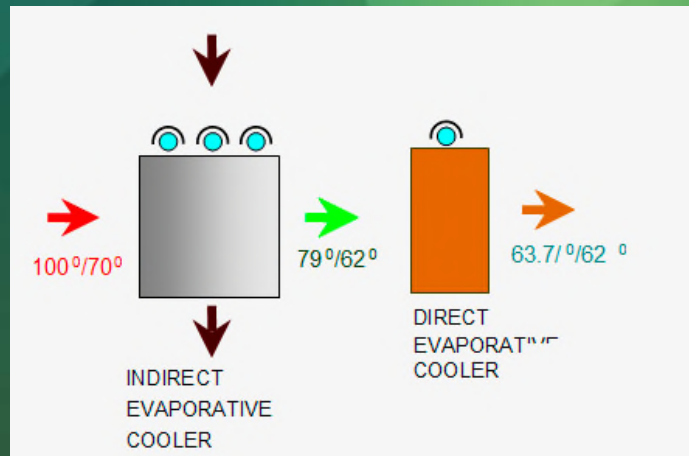 100⁰/70⁰
79⁰/62⁰
63.7/ ⁰/62 ⁰
INDIRECT
EVAPORATIVE
COOLER
DIRECT
COOLER